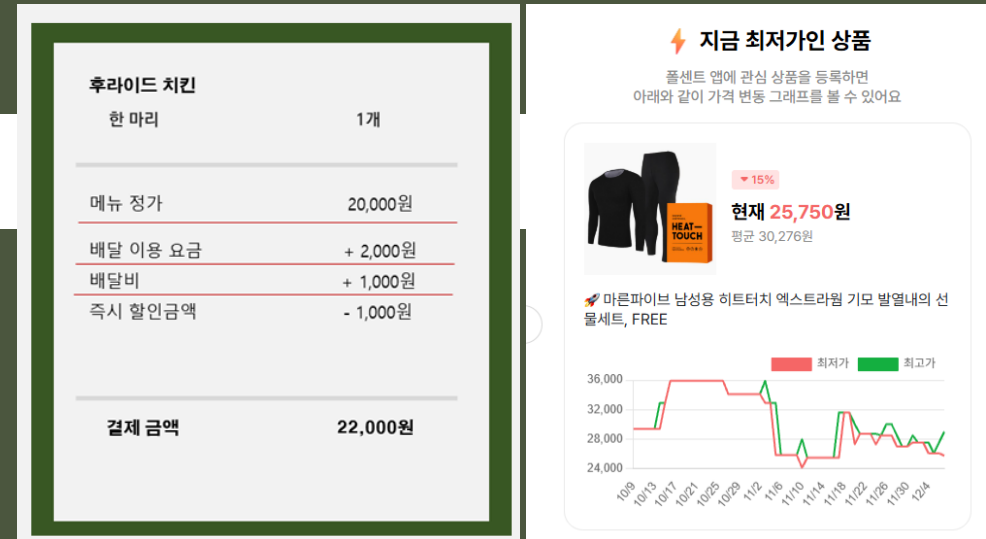 후라이드 치킨
한 마리 1개
메뉴 정가 20,000원
배달 이용 요금 + 2,000원
배달비 + 1,000원
즉시 할인금액 - 1,000원
결제 금액 22,000원
지금 최저가인 상품
폴센트 앱에 관심 상품을 등록하면
아래와 같이 가격 변동 그래프를 볼 수 있어요
HEAT—
TOUCH
15%
현재 25,750원
평균 30,276원
🚀 마른파이브 남성용 히트터치 엑스트라웜 기모 발열내의 선
물세트, FREE
최저가 최고가
36,000
32,000
28,000
24,000
10/9 10/13 10/17 10/21 10/25 10/29 11/2 11/6 11/10 11/14 11/18 11/22 11/26 11/30 12/4